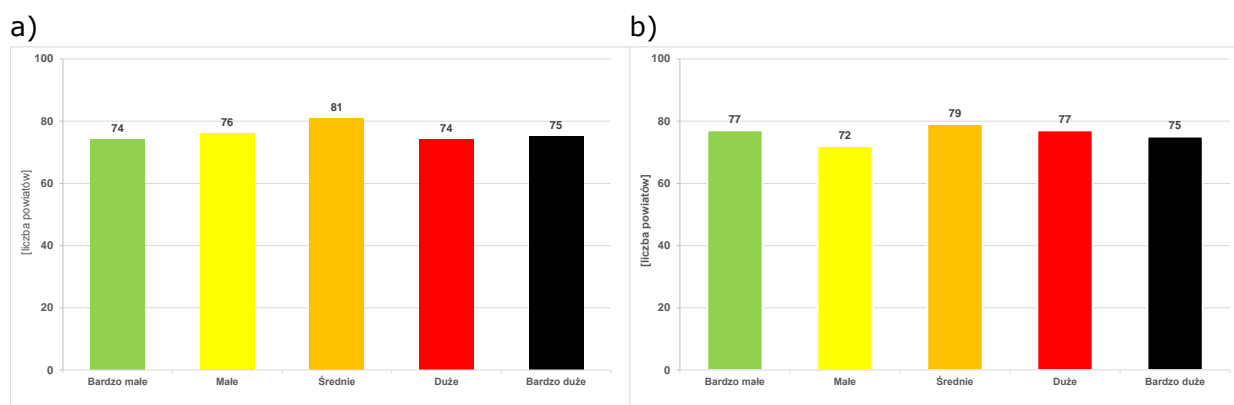 a)
100
80
60
40
20
0
[liczba powiatów]
74
76
81
74
75
Bardzo małe
Małe
Średnie
Duże
Bardzo duże
b)
100
80
60
40
20
0
[liczba powiatów]
77
72
79
77
75
Bardzo małe
Małe
Średnie
Duże
Bardzo duże